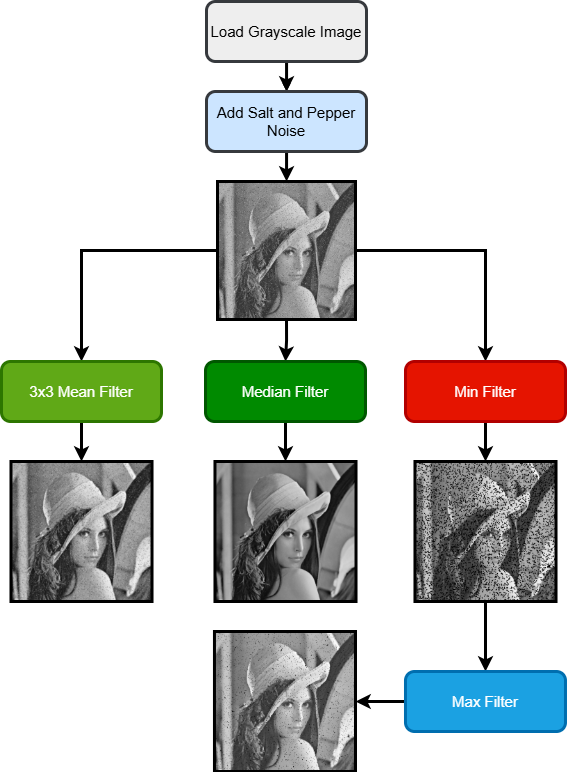 Load Grayscale Image
Add Salt and Pepper
Noise
3x3 Mean Filter
Median Filter
Min Filter
Max Filter